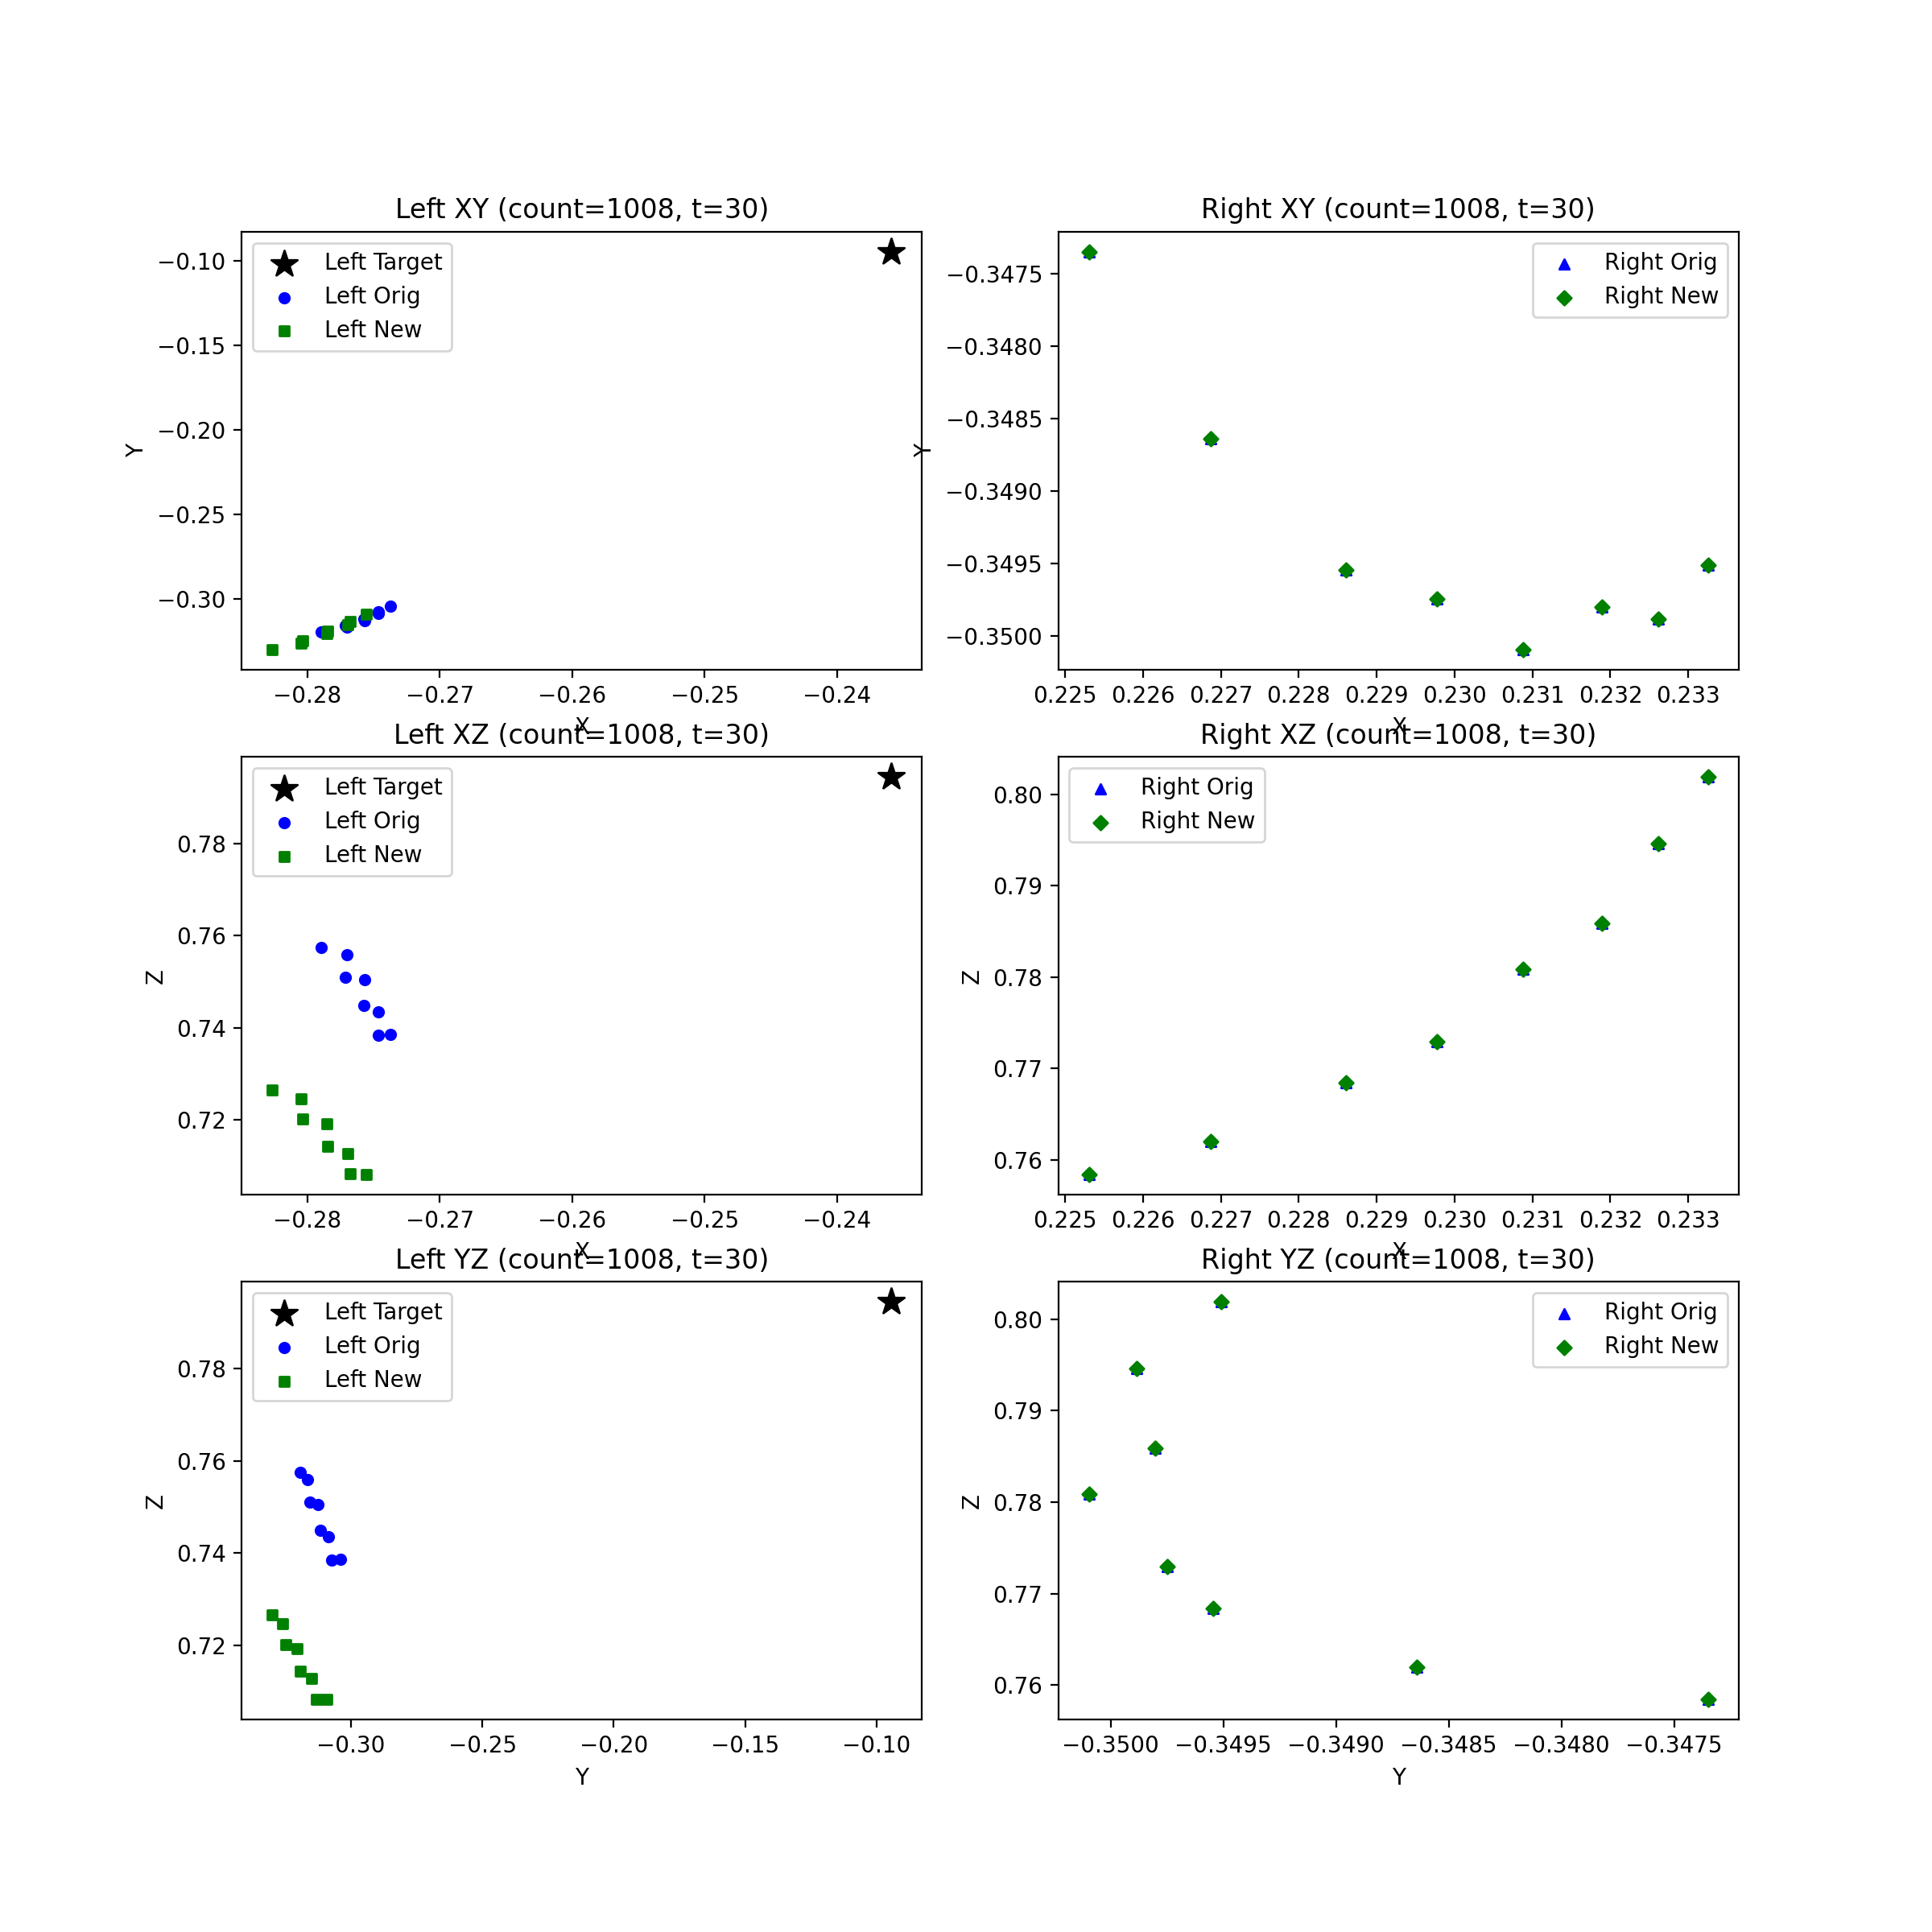 Left XY (count=1008, t=30)
Left Target
Left Orig
Left New
−0.10
−0.15
−0.20
−0.25
−0.30
Y
−0.28 −0.27 −0.26 −0.25 −0.24
X
Right XY (count=1008, t=30)
Right Orig
Right New
−0.3475
−0.3480
−0.3485
−0.3490
−0.3495
−0.3500
Y
0.225 0.226 0.227 0.228 0.229 0.230 0.231 0.232 0.233
X
Left XZ (count=1008, t=30)
Left Target
Left Orig
Left New
0.78
0.76
0.74
0.72
Z
−0.28 −0.27 −0.26 −0.25 −0.24
X
Right XZ (count=1008, t=30)
Right Orig
Right New
0.80
0.79
0.78
0.77
0.76
Z
0.225 0.226 0.227 0.228 0.229 0.230 0.231 0.232 0.233
X
Left YZ (count=1008, t=30)
Left Target
Left Orig
Left New
0.78
0.76
0.74
0.72
Z
−0.30 −0.25 −0.20 −0.15 −0.10
Y
Right YZ (count=1008, t=30)
Right Orig
Right New
0.80
0.79
0.78
0.77
0.76
Z
−0.3500 −0.3495 −0.3490 −0.3485 −0.3480 −0.3475
Y